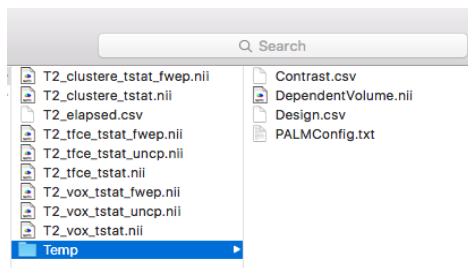 Search
T2_clustere_tstat_fwep.nii
T2_clustere_tstat.nii
T2_elapsed.csv
T2_tfce_tstat_fwep.nii
T2_tfce_tstat_uncp.nii
T2_tfce_tstat.nii
T2_vox_tstat_fwep.nii
T2_vox_tstat_uncp.nii
T2_vox_tstat.nii
Temp
Contrast.csv
DependentVolume.nii
Design.csv
PALMConfig.txt